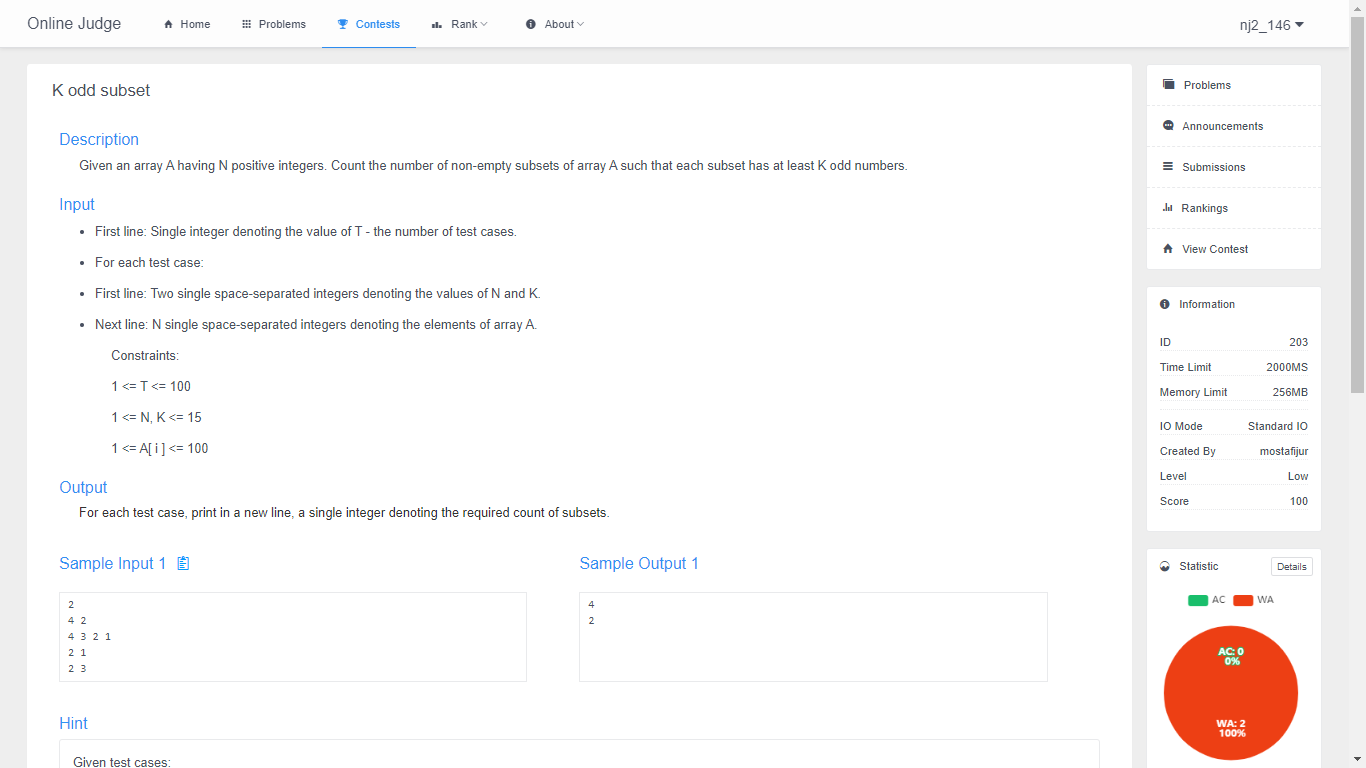 Online Judge
Home
Problems
Contests
Rank
About
nj2_146
K odd subset
Description
Given an array A having N positive integers. Count the number of non-empty subsets of array A such that each subset has at least K odd numbers.
Input
First line: Single integer denoting the value of T - the number of test cases.
For each test case:
First line: Two single space-separated integers denoting the values of N and K.
Next line: N single space-separated integers denoting the elements of array A.
Constraints:
1 <= T <= 100
1 <= N, K <= 15
1 <= A[ i ] <= 100
Output
For each test case, print in a new line, a single integer denoting the required count of subsets.
Sample Input 1
2
4 2
4 3 2 1
2 1
2 3
Sample Output 1
4
2
Hint
Given test cases:
Problems
Announcements
Submissions
Rankings
View Contest
Information
ID 203
Time Limit 2000MS
Memory Limit 256MB
IO Mode Standard IO
Created By mostafijur
Level Low
Score 100
Statistic
Details
AC WA
AC: 0
0%
WA: 2
100%